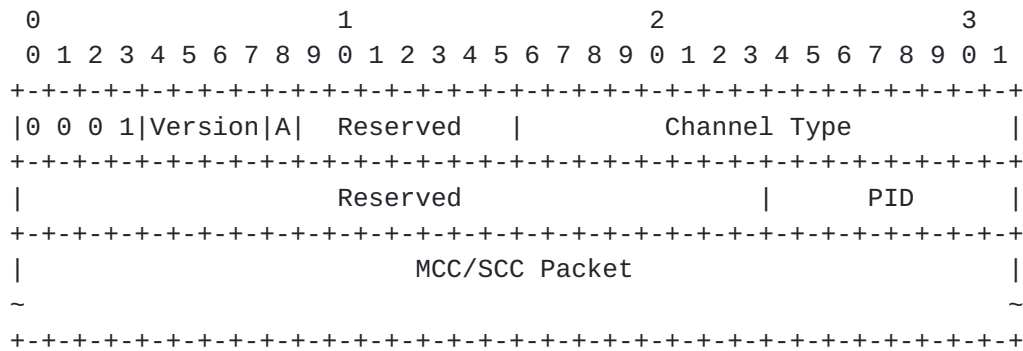 0                   1                   2                   3
 0 1 2 3 4 5 6 7 8 9 0 1 2 3 4 5 6 7 8 9 0 1 2 3 4 5 6 7 8 9 0 1
+-+-+-+-+-+-+-+-+-+-+-+-+-+-+-+-+-+-+-+-+-+-+-+-+-+-+-+-+-+-+-+-+
|0 0 0 1|Version|A|  Reserved   |         Channel Type          |
+-+-+-+-+-+-+-+-+-+-+-+-+-+-+-+-+-+-+-+-+-+-+-+-+-+-+-+-+-+-+-+-+
|                    Reserved                   |      PID      |
+-+-+-+-+-+-+-+-+-+-+-+-+-+-+-+-+-+-+-+-+-+-+-+-+-+-+-+-+-+-+-+-+
|                         MCC/SCC Packet                        |
~                                                               ~
+-+-+-+-+-+-+-+-+-+-+-+-+-+-+-+-+-+-+-+-+-+-+-+-+-+-+-+-+-+-+-+-+